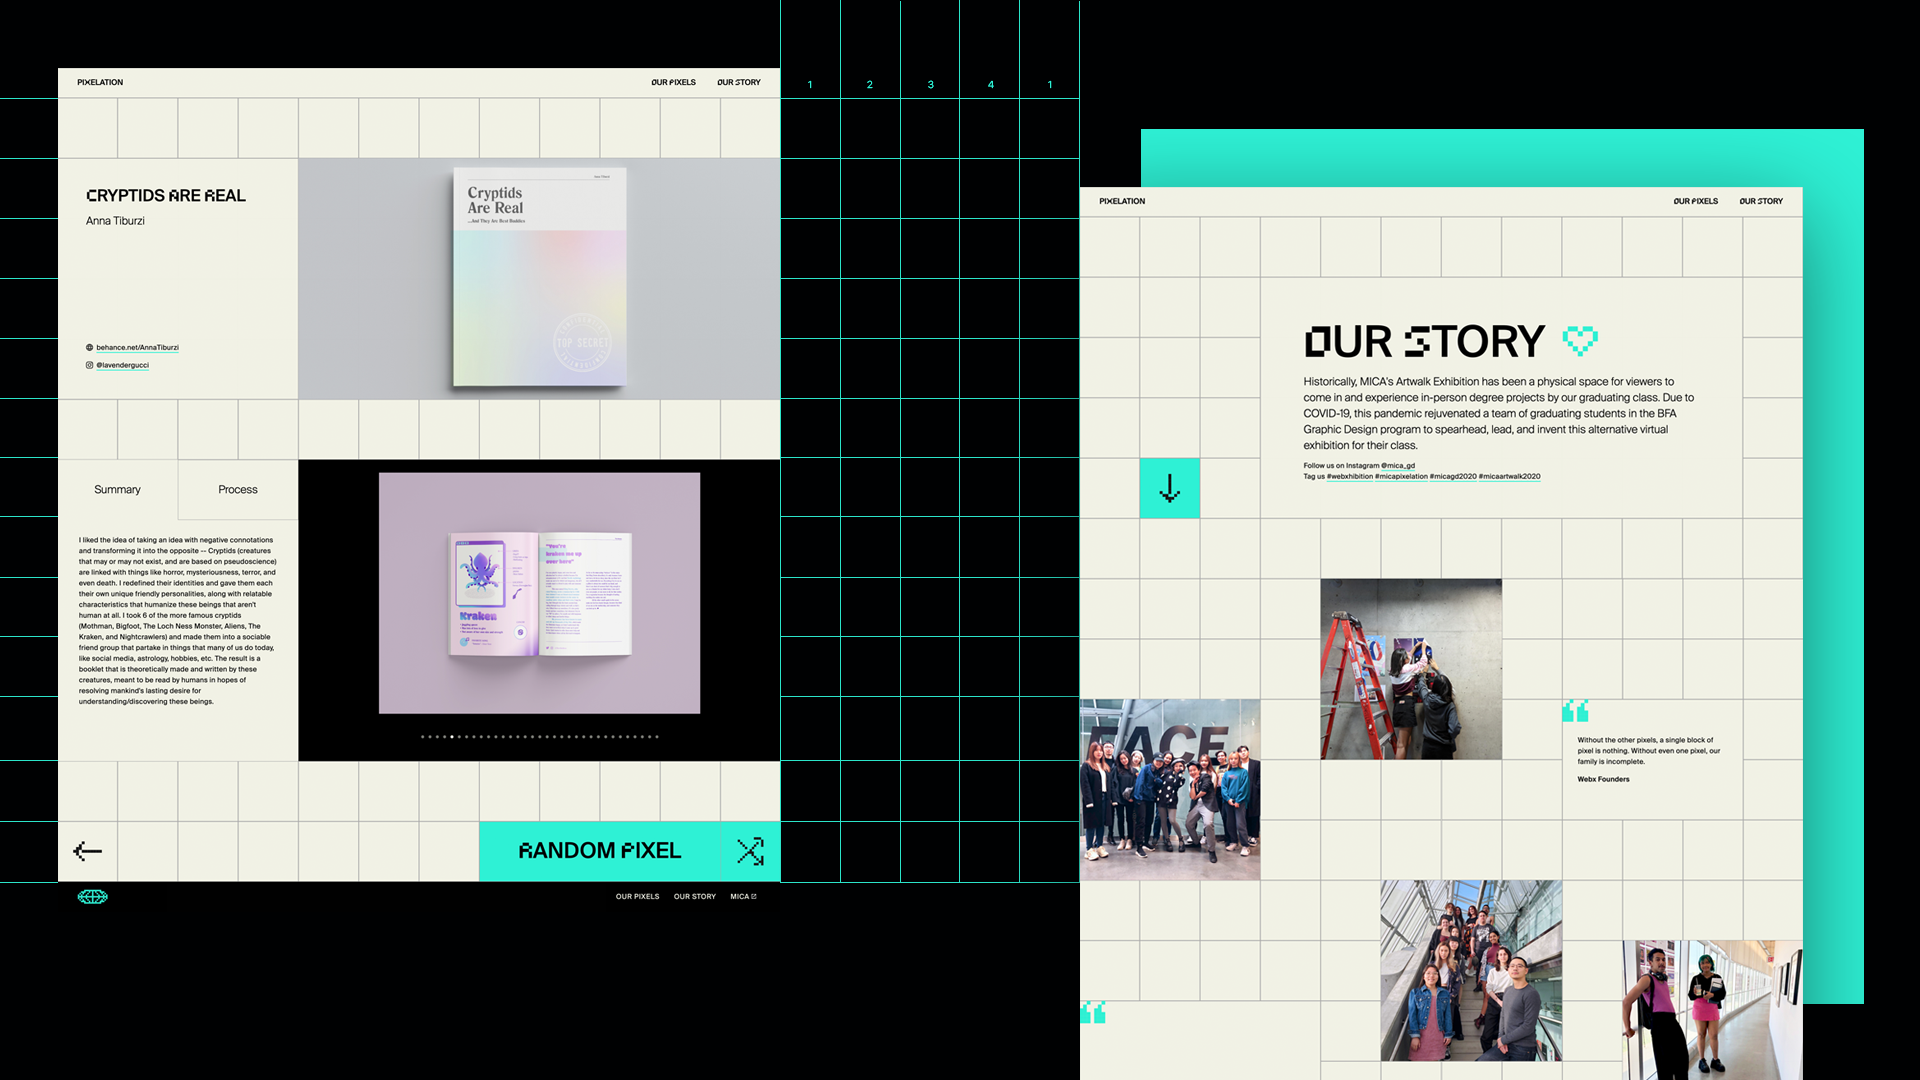 PIXELATION
OUR PIXELS
OUR STORY
CRYPTIDS ARE REAL
Anna Tiburzi
behance.net/AnnaTiburzi
@lavendergucci
Cryptids
Are Real
...And They Are Best Buddies
TOP SECRET
Summary
Process
I liked the idea of taking an idea with negative connotations
and transforming it into the opposite -- Cryptids (creatures
that may or may not exist, and are based on pseudoscience)
are linked with things like horror, mysteriousness, terror, and
even death. I redefined their identities and gave them each
their own unique friendly personalities, along with relatable
characteristics that humanize these beings that aren't
human at all. I took 6 of the more famous cryptids
(Mothman, Bigfoot, The Loch Ness Monster, Aliens, The
Kraken, and Nightcrawlers) and made them into a sociable
friend group that partake in things that many of us do today,
like social media, astrology, hobbies, etc. The result is a
booklet that is theoretically made and written by these
creatures, meant to be read by humans in hopes of
resolving mankind's lasting desire for
understanding/discovering these beings.
Kraken
"You're
kraken me up
over here"
RANDOM PIXEL
OUR PIXELS
OUR STORY
MICA
1
2
3
4
1
PIXELATION
OUR PIXELS
OUR STORY
OUR STORY
Historically, MICA's Artwalk Exhibition has been a physical space for viewers to
come in and experience in-person degree projects by our graduating class. Due to
COVID-19, this pandemic rejuvenated a team of graduating students in the BFA
Graphic Design program to spearhead, lead, and invent this alternative virtual
exhibition for their class.
Follow us on Instagram @mica_gd
Tag us #webxhibition #micapixelation #micagd2020 #micaartwalk2020
FACE
“
Without the other pixels, a single block of
pixel is nothing. Without even one pixel, our
family is incomplete.
Webx Founders
“